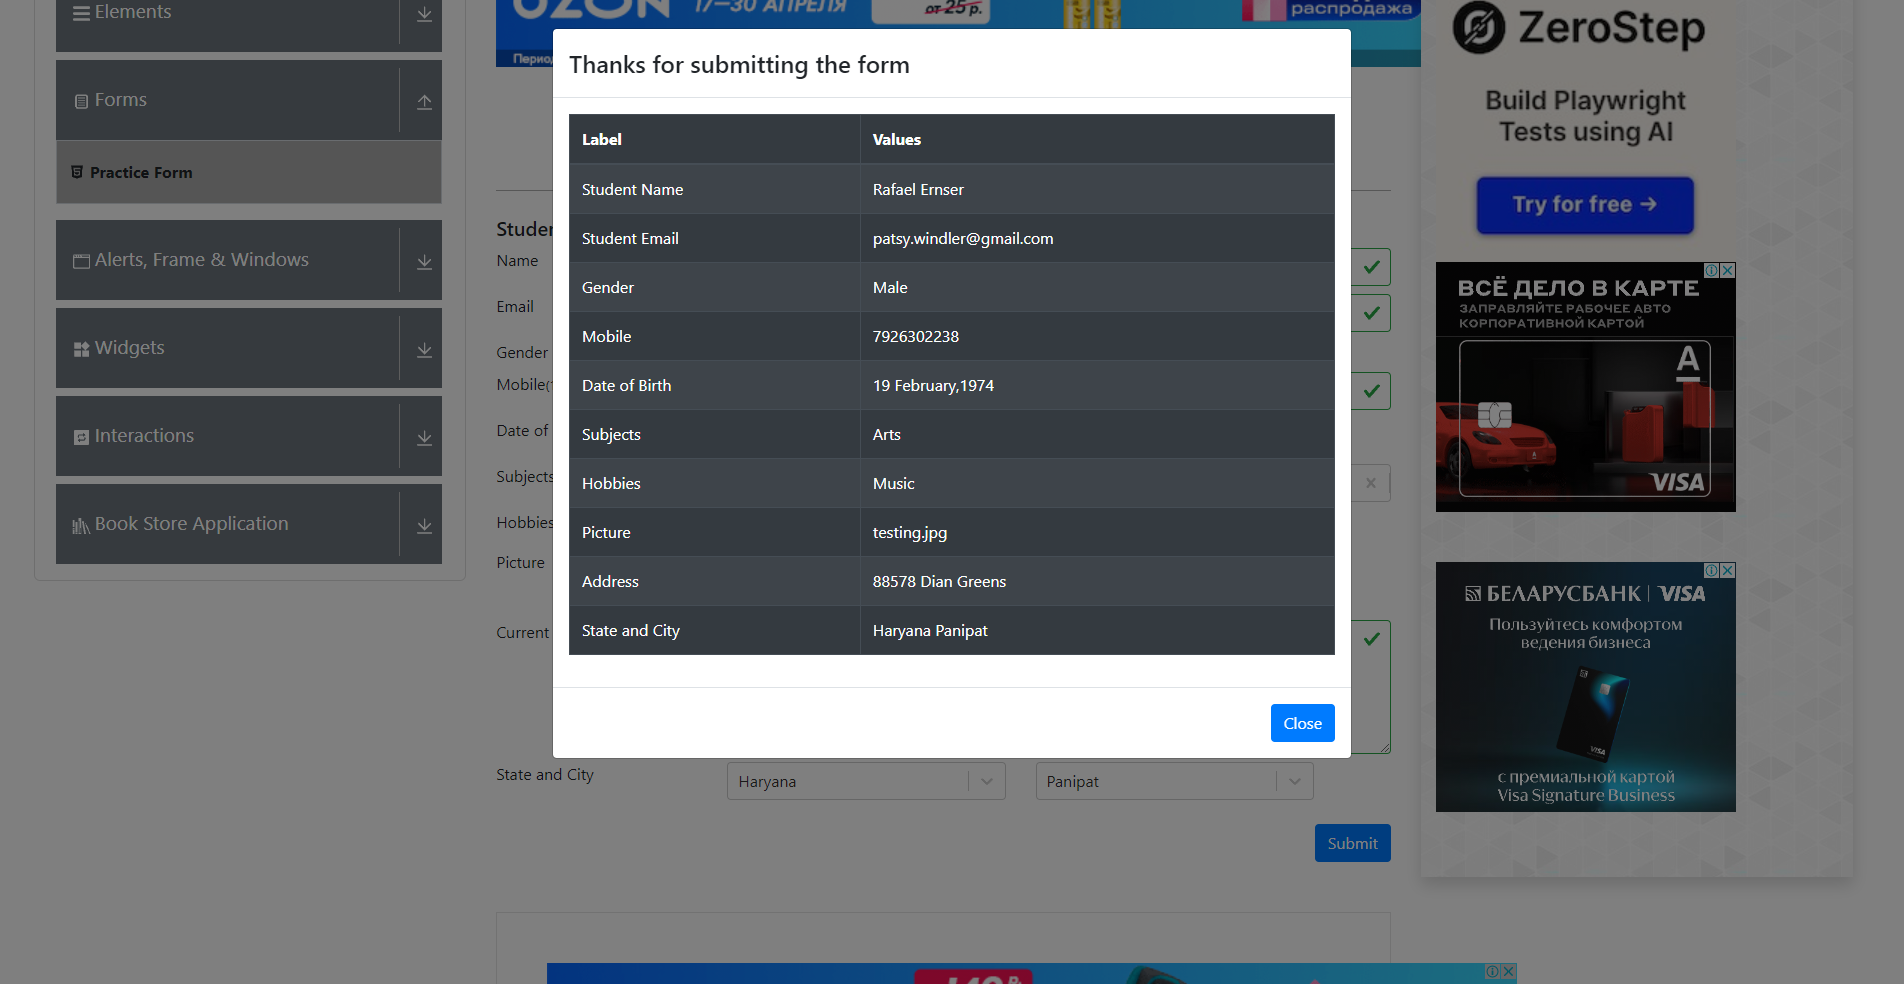 Elements
Forms
Practice Form
Alerts, Frame & Windows
Widgets
Interactions
Book Store Application
OZON
17–30 АПРЕЛЯ
от 25 р.
распродажа
Период
Thanks for submitting the form
Label Values
Student Name Rafael Ernser
Student Email patsy.windler@gmail.com
Gender Male
Mobile 7926302238
Date of Birth 19 February,1974
Subjects Arts
Hobbies Music
Picture testing.jpg
Address 88578 Dian Greens
State and City Haryana Panipat
Close
Name
Email
Gender
Mobile(
Date of
Subjects
Hobbies
Picture
Current
State and City
Haryana
Panipat
Submit
ZeroStep
Build Playwright
Tests using AI
Try for free →
ВСЁ ДЕЛО В КАРТЕ
ЗАПРАВЛЯЙТЕ РАБОЧЕЕ АВТО
КОРПОРАТИВНОЙ КАРТОЙ
А
VISA
БЕЛАРУСБАНК | VISA
Пользуйтесь комфортом
ведения бизнеса
VISA
с премиальной картой
Visa Signature Business